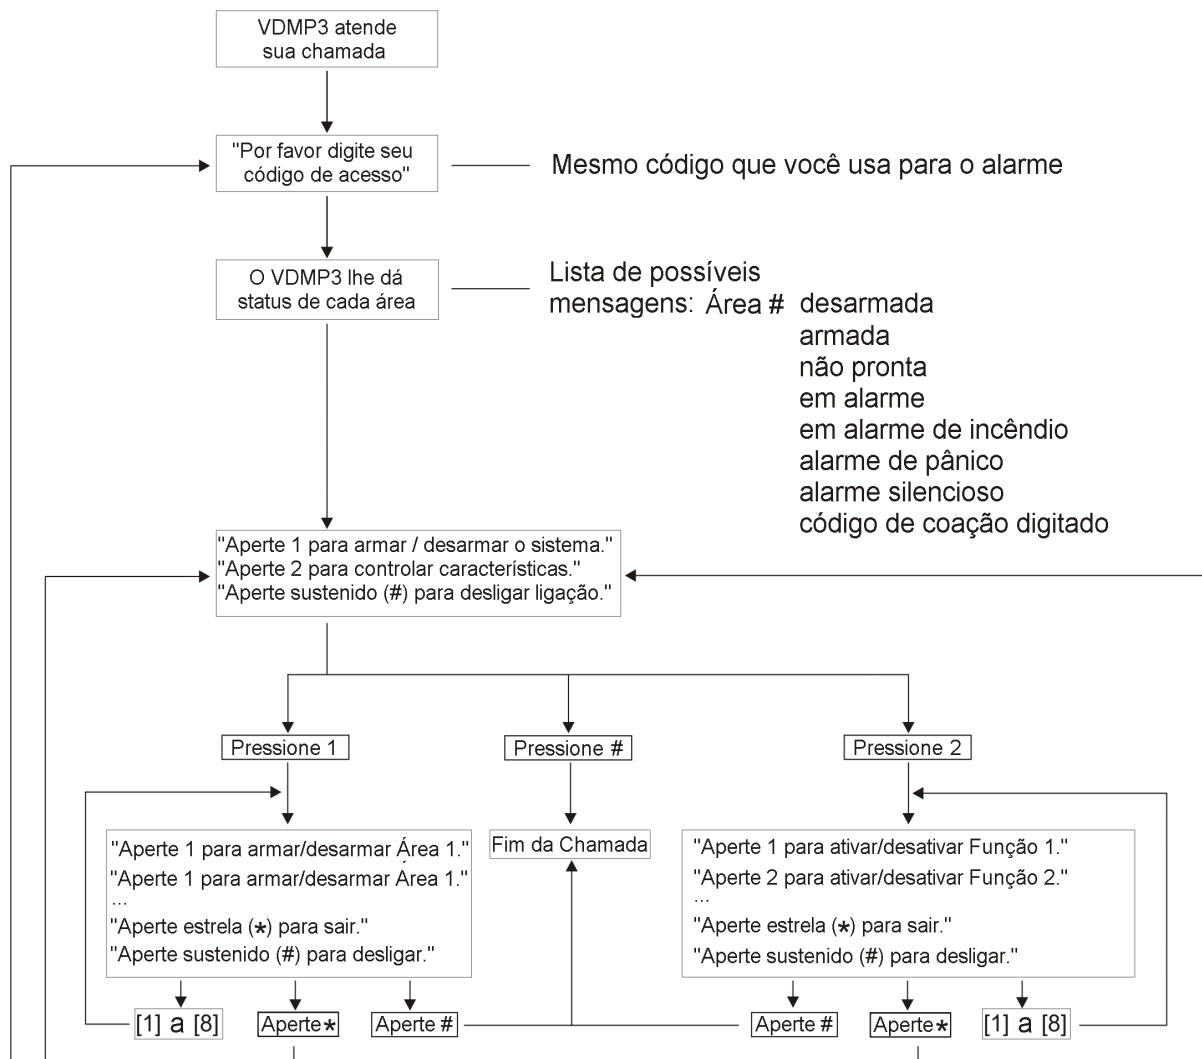 VDMP3 atende
sua chamada
"Por favor digite seu
código de acesso"
Mesmo código que você usa para o alarme
O VDMP3 lhe dá
status de cada área
Lista de possíveis
mensagens: Área # desarmada
armada
não pronta
em alarme
em alarme de incêndio
alarme de pânico
alarme silencioso
código de coação digitado
"Aperte 1 para armar / desarmar o sistema."
"Aperte 2 para controlar características."
"Aperte sustenido (#) para desligar ligação."
Pressione 1
Pressione #
Pressione 2
"Aperte 1 para armar/desarmar Área 1."
"Aperte 1 para armar/desarmar Área 1."
...
"Aperte estrela (*) para sair."
"Aperte sustenido (#) para desligar."
Fim da Chamada
"Aperte 1 para ativar/desativar Função 1."
"Aperte 2 para ativar/desativar Função 2."
...
"Aperte estrela (*) para sair."
"Aperte sustenido (#) para desligar."
[1] a [8]
Aperte *
Aperte #
Aperte #
Aperte *
[1] a [8]